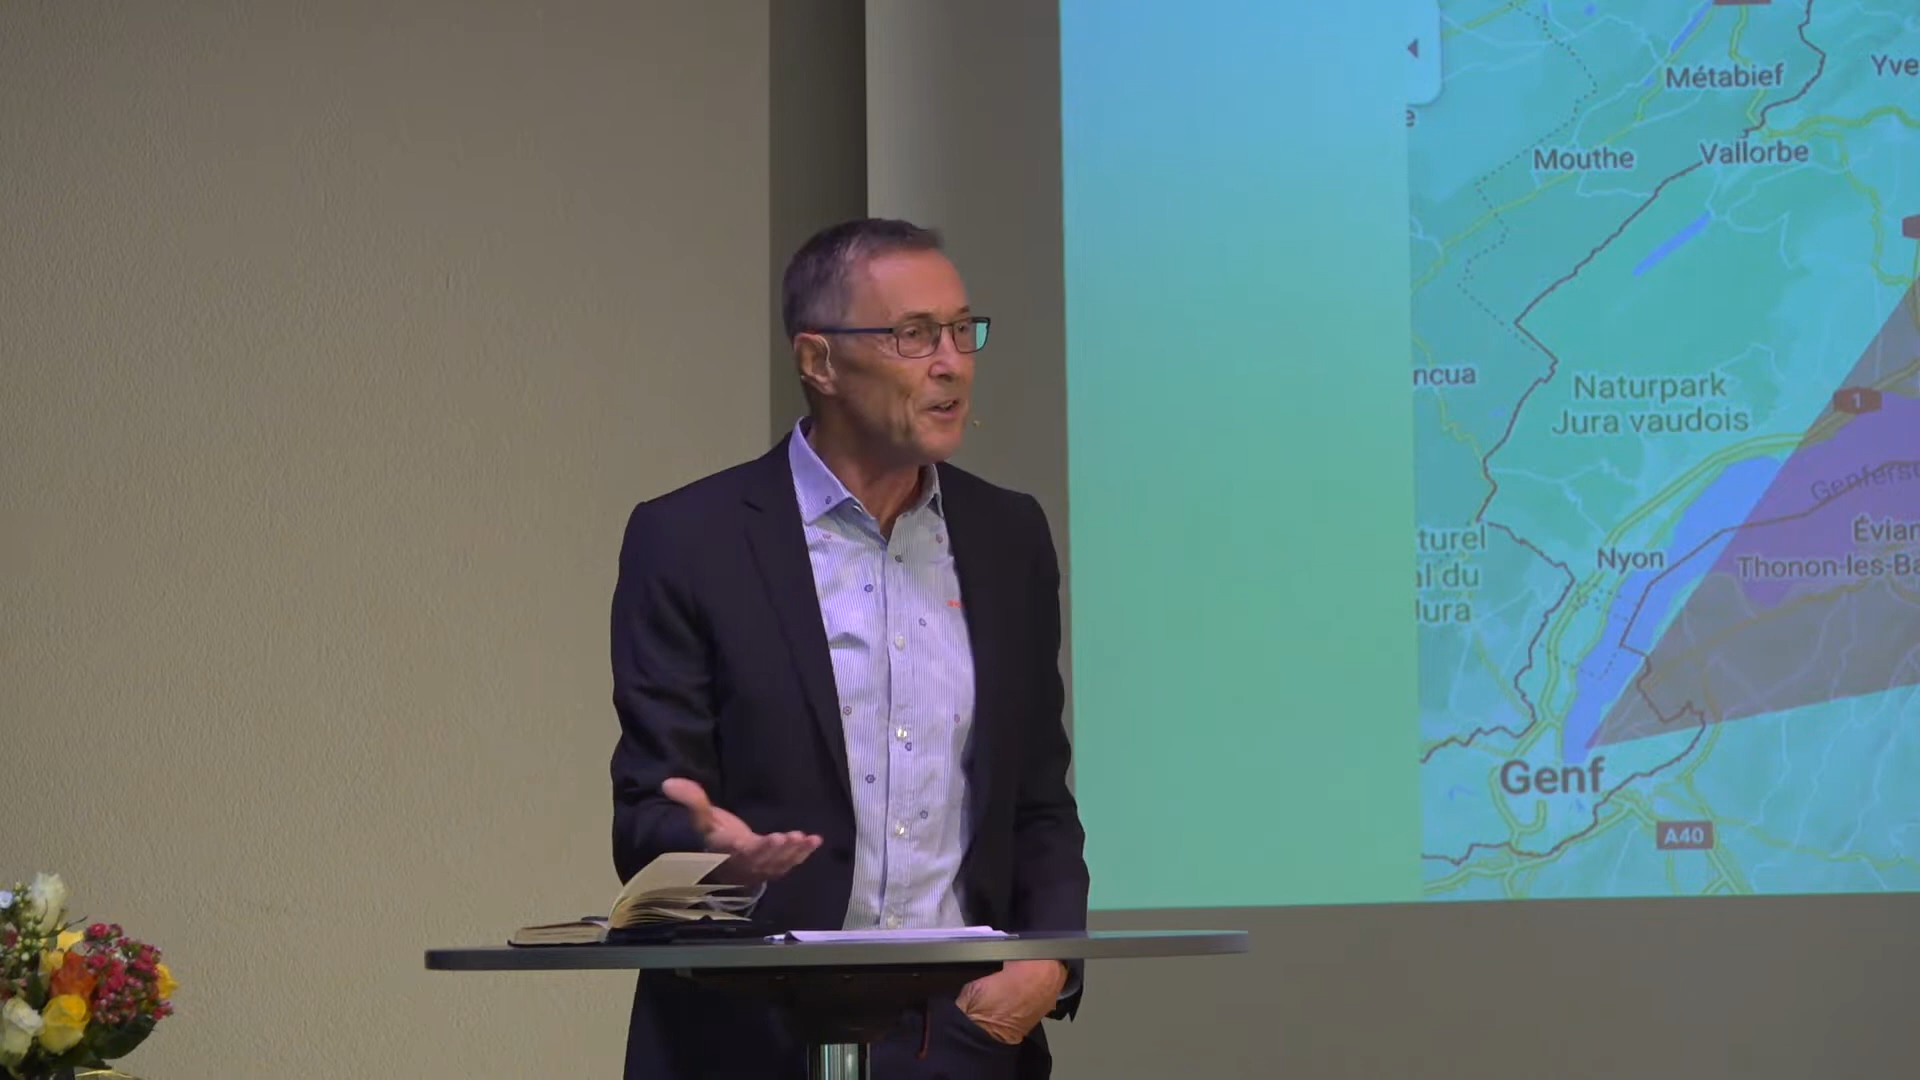 Métabief
Yve
e
Mouthe
Vallorbe
ncua
Naturpark
Jura vaudois
1
Genferse
turel
al du
Jura
Nyon
Évian
Thonon-les-Ba
Genf
A40